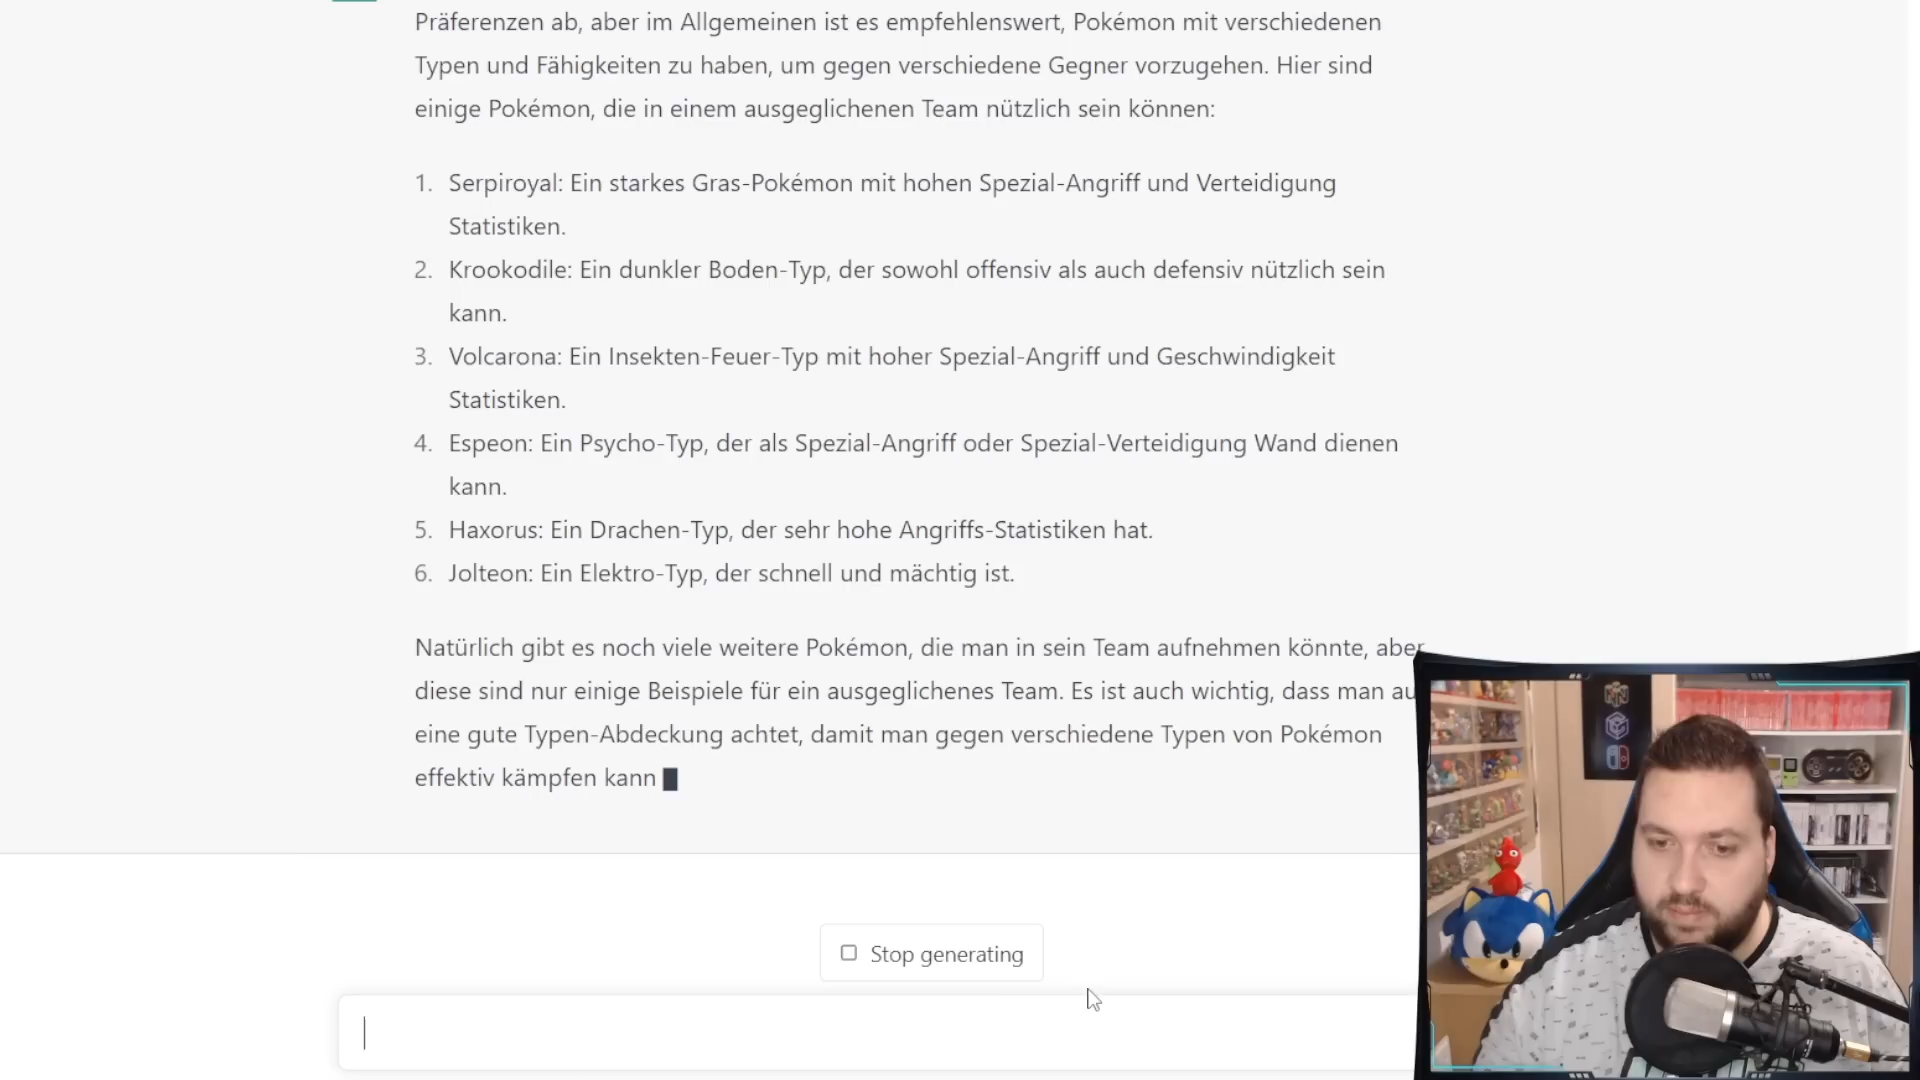 Präferenzen ab, aber im Allgemeinen ist es empfehlenswert, Pokémon mit verschiedenen
Typen und Fähigkeiten zu haben, um gegen verschiedene Gegner vorzugehen. Hier sind
einige Pokémon, die in einem ausgeglichenen Team nützlich sein können:
1. Serpiroyal: Ein starkes Gras-Pokémon mit hohen Spezial-Angriff und Verteidigung
Statistiken.
2. Krookodile: Ein dunkler Boden-Typ, der sowohl offensiv als auch defensiv nützlich sein
kann.
3. Volcarona: Ein Insekten-Feuer-Typ mit hoher Spezial-Angriff und Geschwindigkeit
Statistiken.
4. Espeon: Ein Psycho-Typ, der als Spezial-Angriff oder Spezial-Verteidigung Wand dienen
kann.
5. Haxorus: Ein Drachen-Typ, der sehr hohe Angriffs-Statistiken hat.
6. Jolteon: Ein Elektro-Typ, der schnell und mächtig ist.
Natürlich gibt es noch viele weitere Pokémon, die man in sein Team aufnehmen könnte, aber
diese sind nur einige Beispiele für ein ausgeglichenes Team. Es ist auch wichtig, dass man au
eine gute Typen-Abdeckung achtet, damit man gegen verschiedene Typen von Pokémon
effektiv kämpfen kann
Stop generating